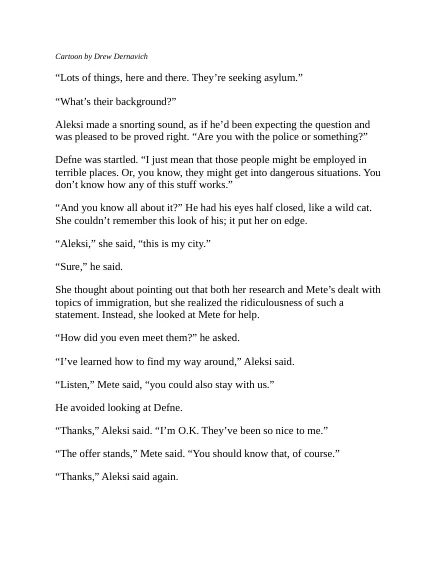 Cartoon by Drew Dernavich
“Lots of things, here and there. They’re seeking asylum.”
“What’s their background?”
Aleksi made a snorting sound, as if he’d been expecting the question and
was pleased to be proved right. “Are you with the police or something?”
Defne was startled. “I just mean that those people might be employed in
terrible places. Or, you know, they might get into dangerous situations. You
don’t know how any of this stuff works.”
“And you know all about it?” He had his eyes half closed, like a wild cat.
She couldn’t remember this look of his; it put her on edge.
“Aleksi,” she said, “this is my city.”
“Sure,” he said.
She thought about pointing out that both her research and Mete’s dealt with
topics of immigration, but she realized the ridiculousness of such a
statement. Instead, she looked at Mete for help.
“How did you even meet them?” he asked.
“I’ve learned how to find my way around,” Aleksi said.
“Listen,” Mete said, “you could also stay with us.”
He avoided looking at Defne.
“Thanks,” Aleksi said. “I’m O.K. They’ve been so nice to me.”
“The offer stands,” Mete said. “You should know that, of course.”
“Thanks,” Aleksi said again.